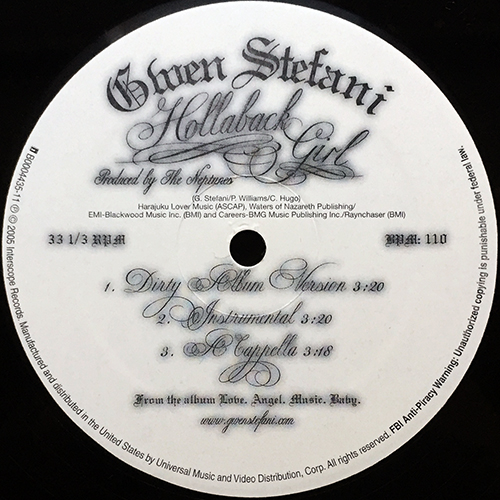 Gwen Stefani
Hollaback
Girl
Produced by The Neptunes
(G. Stefani/P. Williams/C. Hugo)
Harajuku Lover Music (ASCAP), Waters of Nazareth Publishing/
EMI-Blackwood Music Inc. (BMI) and Careers-BMG Music Publishing Inc./Raynchaser (BMI)
33 1/3 RPM
BPM: 110
1. Dirty Album Version 3:20
2. Instrumental 3:20
3. A Cappella 3:18
From the album Love. Angel. Music. Baby.
www.gwenstefani.com
B0004435-11 ℗ © 2005 Interscope Records. Manufactured and distributed in the United States by Universal Music and Video Distribution, Corp. All rights reserved. FBI Anti-Piracy Warning: Unauthorized copying is punishable under federal law.